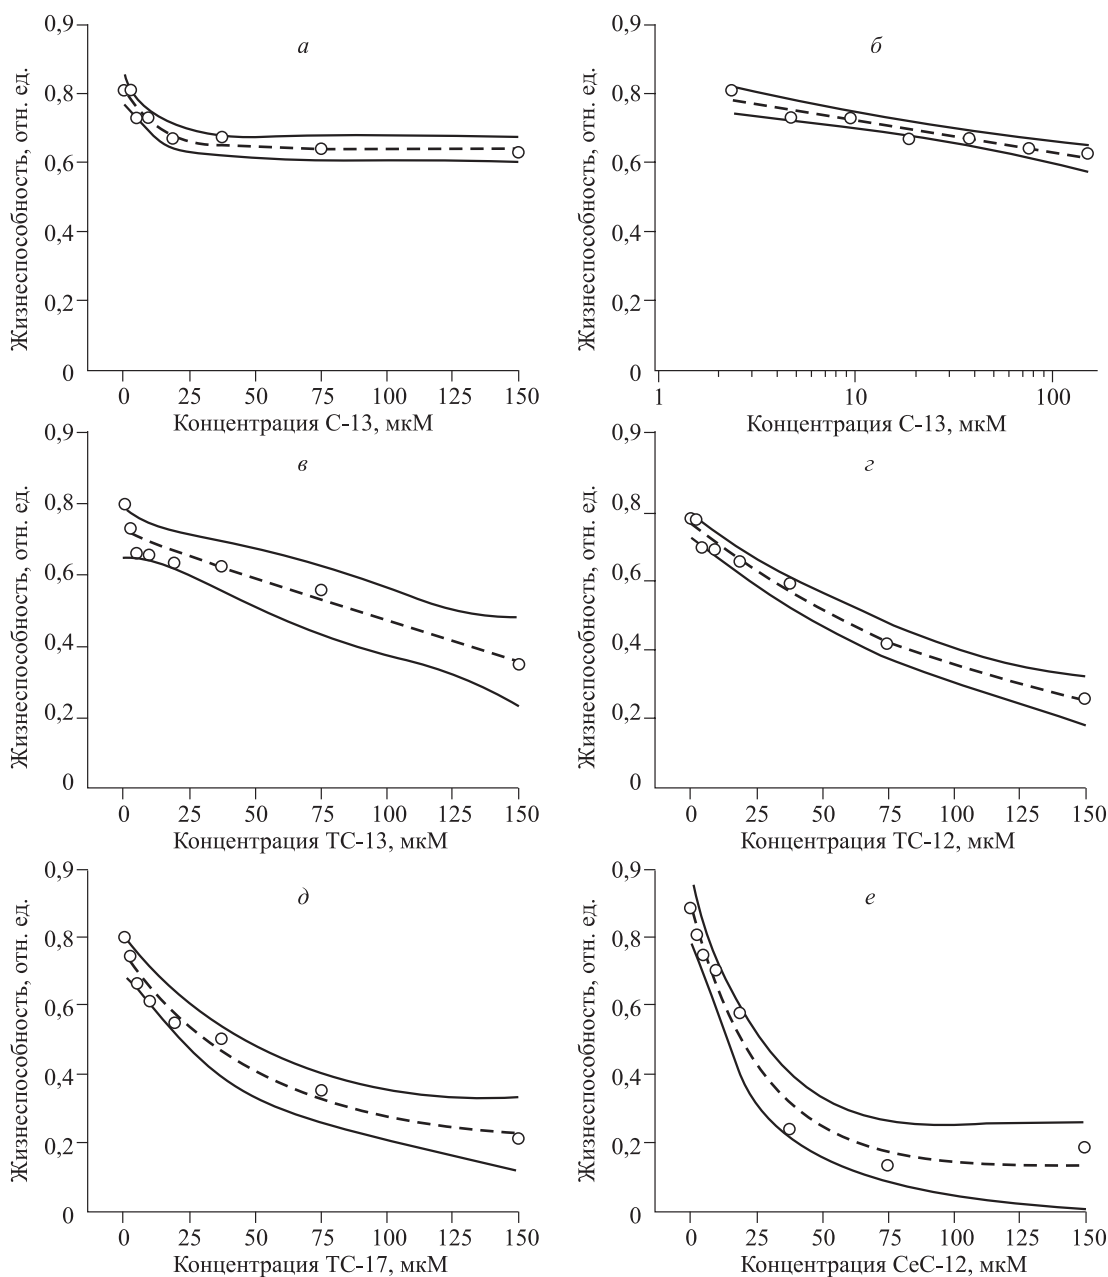 а
Жизнеспособность, отн. ед.
0,9
0,8
0,6
0,4
0,2
0
0 25 50 75 100 125 150
Концентрация С-13, мкМ
б
Жизнеспособность, отн. ед.
0,9
0,8
0,6
0,4
0,2
0
1 10 100
Концентрация С-13, мкМ
в
Жизнеспособность, отн. ед.
0,9
0,8
0,6
0,4
0,2
0
0 25 50 75 100 125 150
Концентрация ТС-13, мкМ
г
Жизнеспособность, отн. ед.
0,9
0,8
0,6
0,4
0,2
0
0 25 50 75 100 125 150
Концентрация ТС-12, мкМ
д
Жизнеспособность, отн. ед.
0,9
0,8
0,6
0,4
0,2
0
0 25 50 75 100 125 150
Концентрация ТС-17, мкМ
е
Жизнеспособность, отн. ед.
0,9
0,8
0,6
0,4
0,2
0
0 25 50 75 100 125 150
Концентрация СеС-12, мкМ